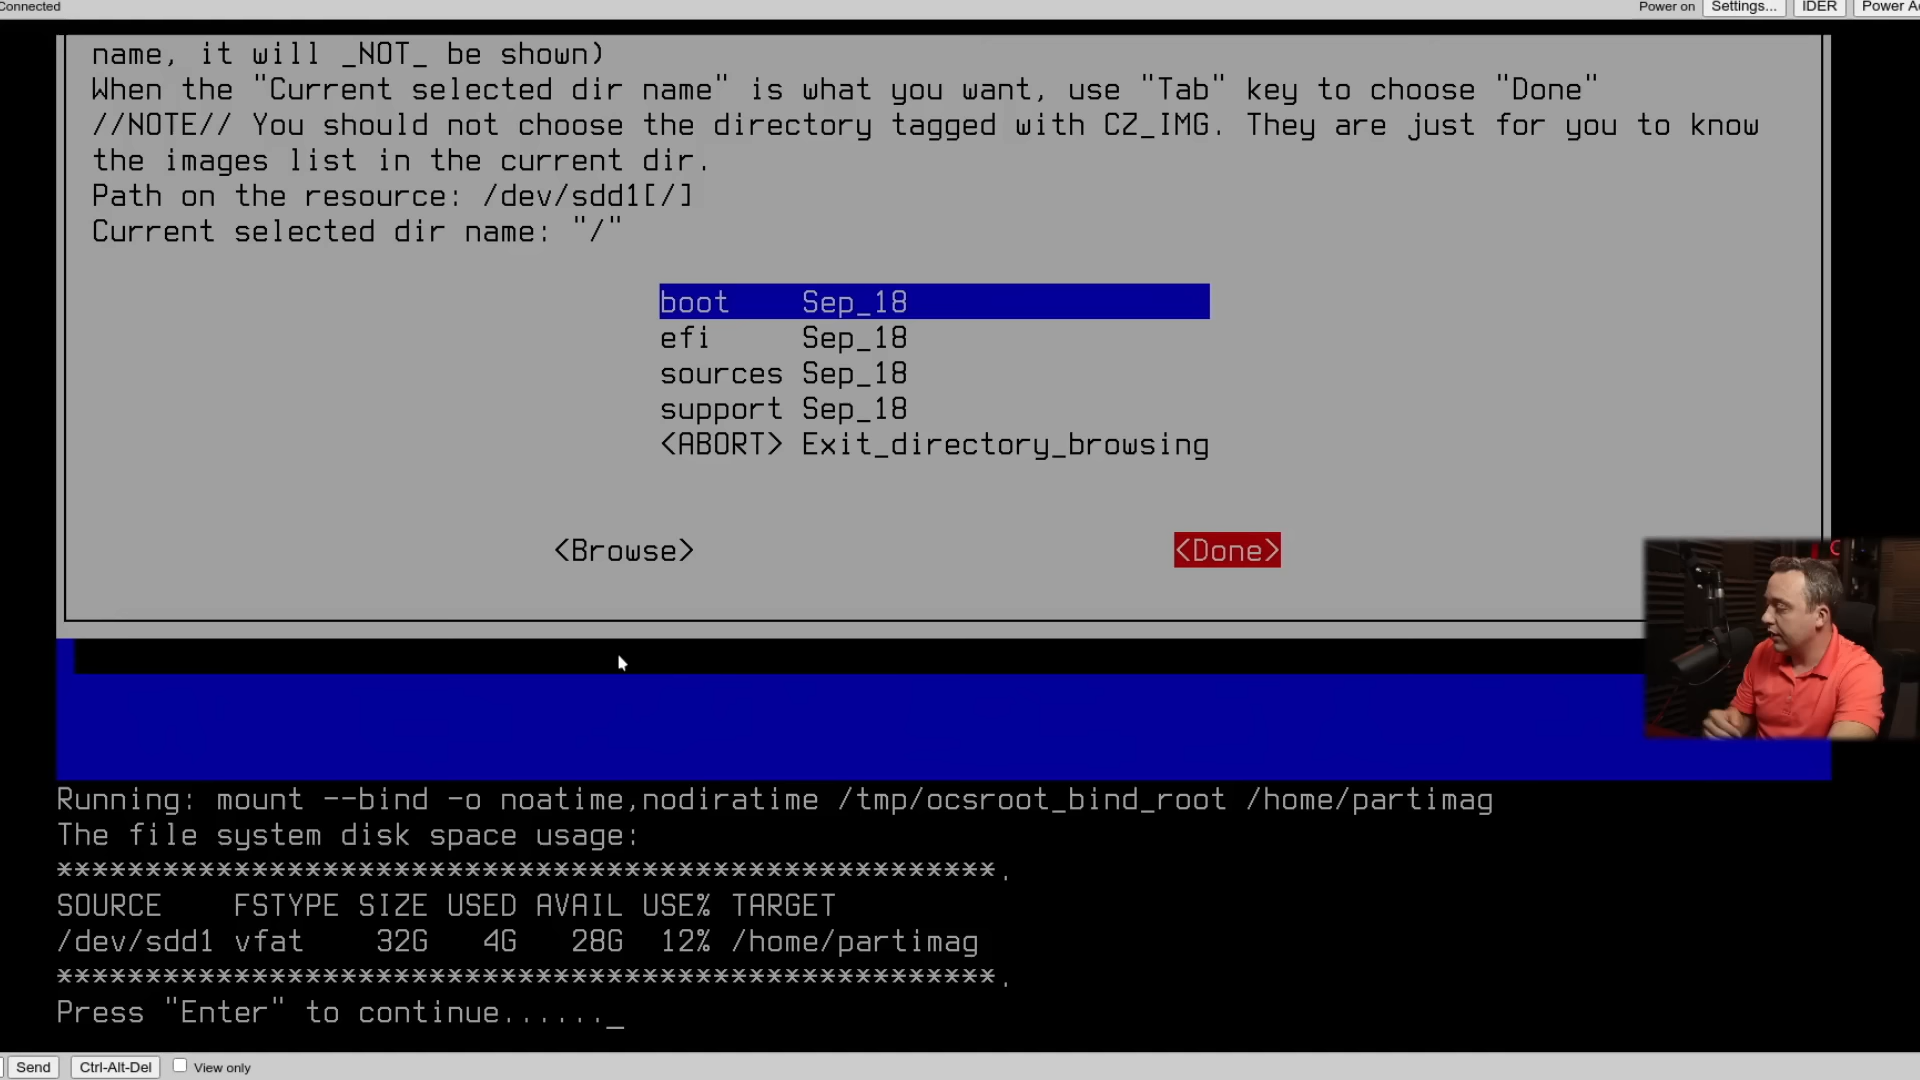 Connected
Power on Settings... IDER Power A
name, it will _NOT_ be shown)
When the "Current selected dir name" is what you want, use "Tab" key to choose "Done"
//NOTE// You should not choose the directory tagged with CZ_IMG. They are just for you to know
the images list in the current dir.
Path on the resource: /dev/sdd1[/]
Current selected dir name: "/"
boot Sep_18
efi Sep_18
sources Sep_18
support Sep_18
<ABORT> Exit_directory_browsing
<Browse> <Done>
Running: mount --bind -o noatime,nodiratime /tmp/ocsroot_bind_root /home/partimag
The file system disk space usage:
*****************************************************.
SOURCE FSTYPE SIZE USED AVAIL USE% TARGET
/dev/sdd1 vfat 32G 4G 28G 12% /home/partimag
*****************************************************.
Press "Enter" to continue......_
Send Ctrl-Alt-Del View only